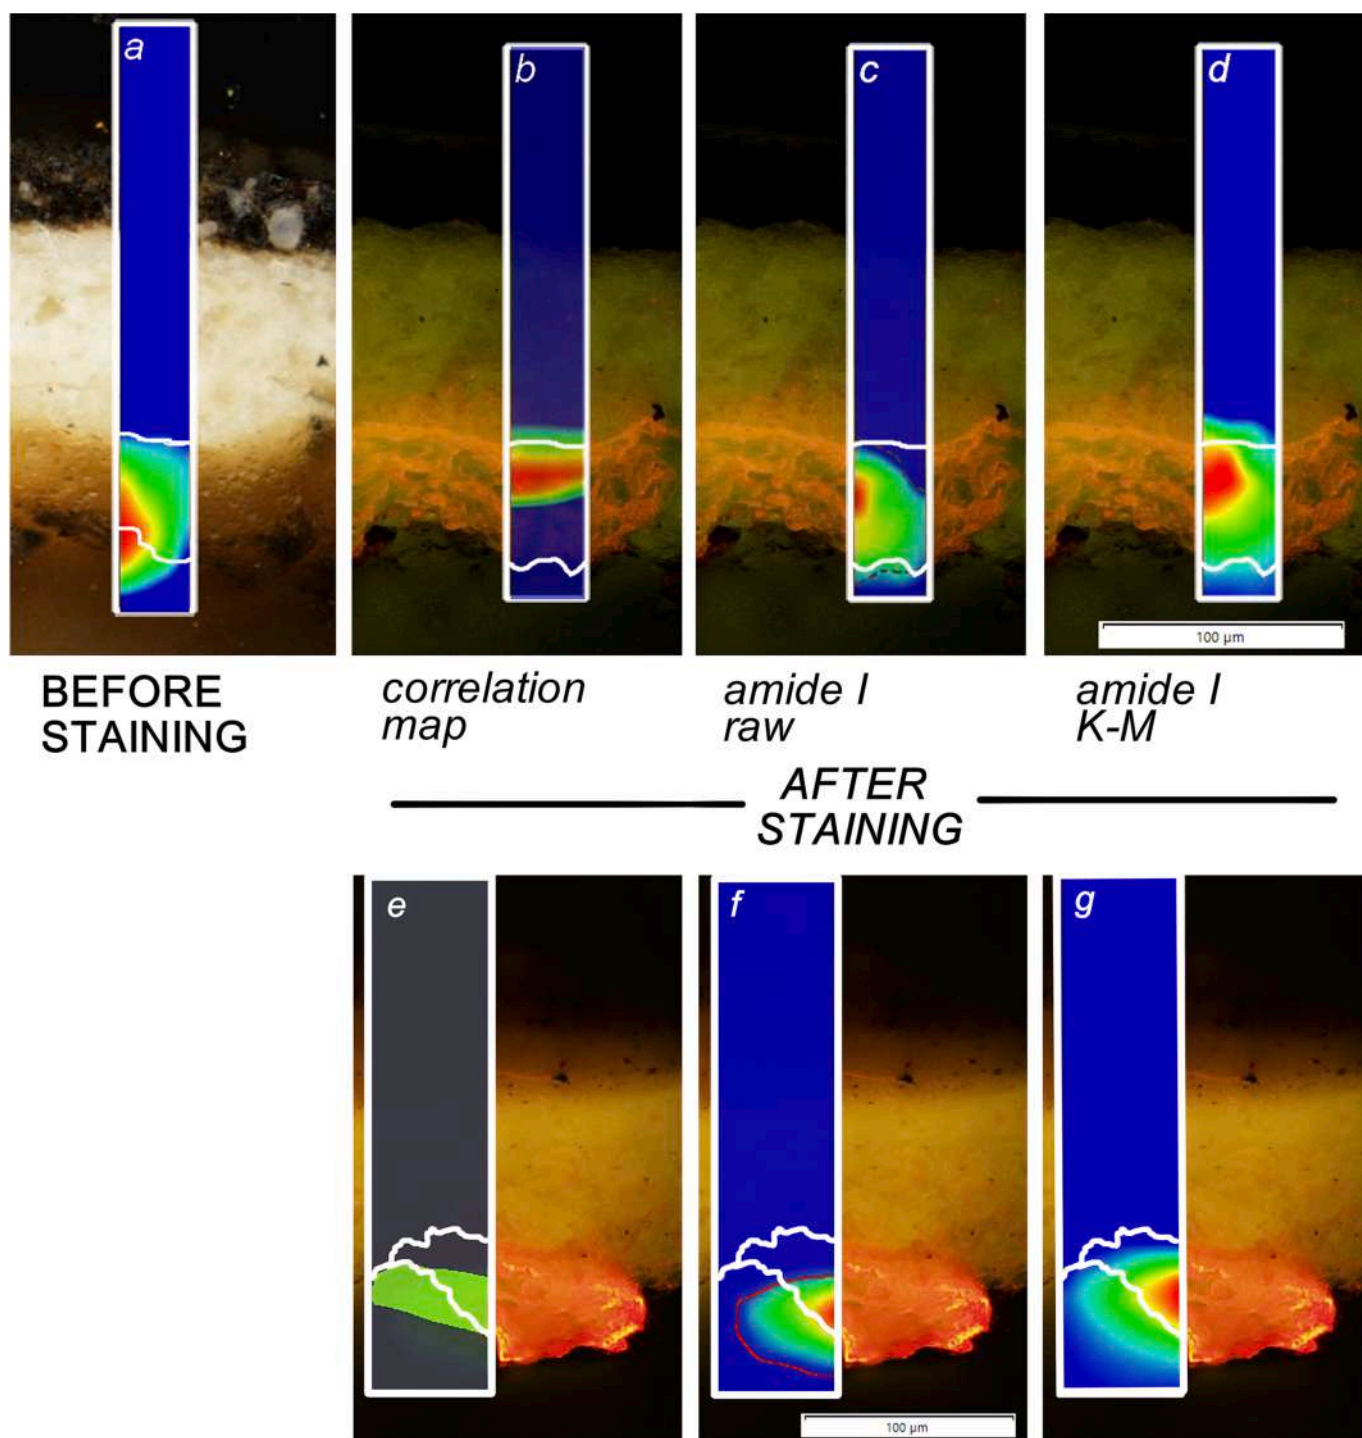 a
b
c
d
100 µm
BEFORE
STAINING
correlation
map
amide I
raw
amide I
K-M
AFTER
STAINING
e
f
g
100 µm